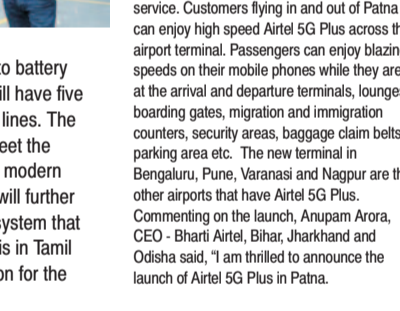 to battery
ill have five
lines. The
eet the
modern
will further
system that
is in Tamil
on for the
service. Customers flying in and out of Patna
can enjoy high speed Airtel 5G Plus across th
airport terminal. Passengers can enjoy blazin
speeds on their mobile phones while they are
at the arrival and departure terminals, lounge
boarding gates, migration and immigration
counters, security areas, baggage claim belts
parking area etc. The new terminal in
Bengaluru, Pune, Varanasi and Nagpur are th
other airports that have Airtel 5G Plus.
Commenting on the launch, Anupam Arora,
CEO - Bharti Airtel, Bihar, Jharkhand and
Odisha said, “I am thrilled to announce the
launch of Airtel 5G Plus in Patna.